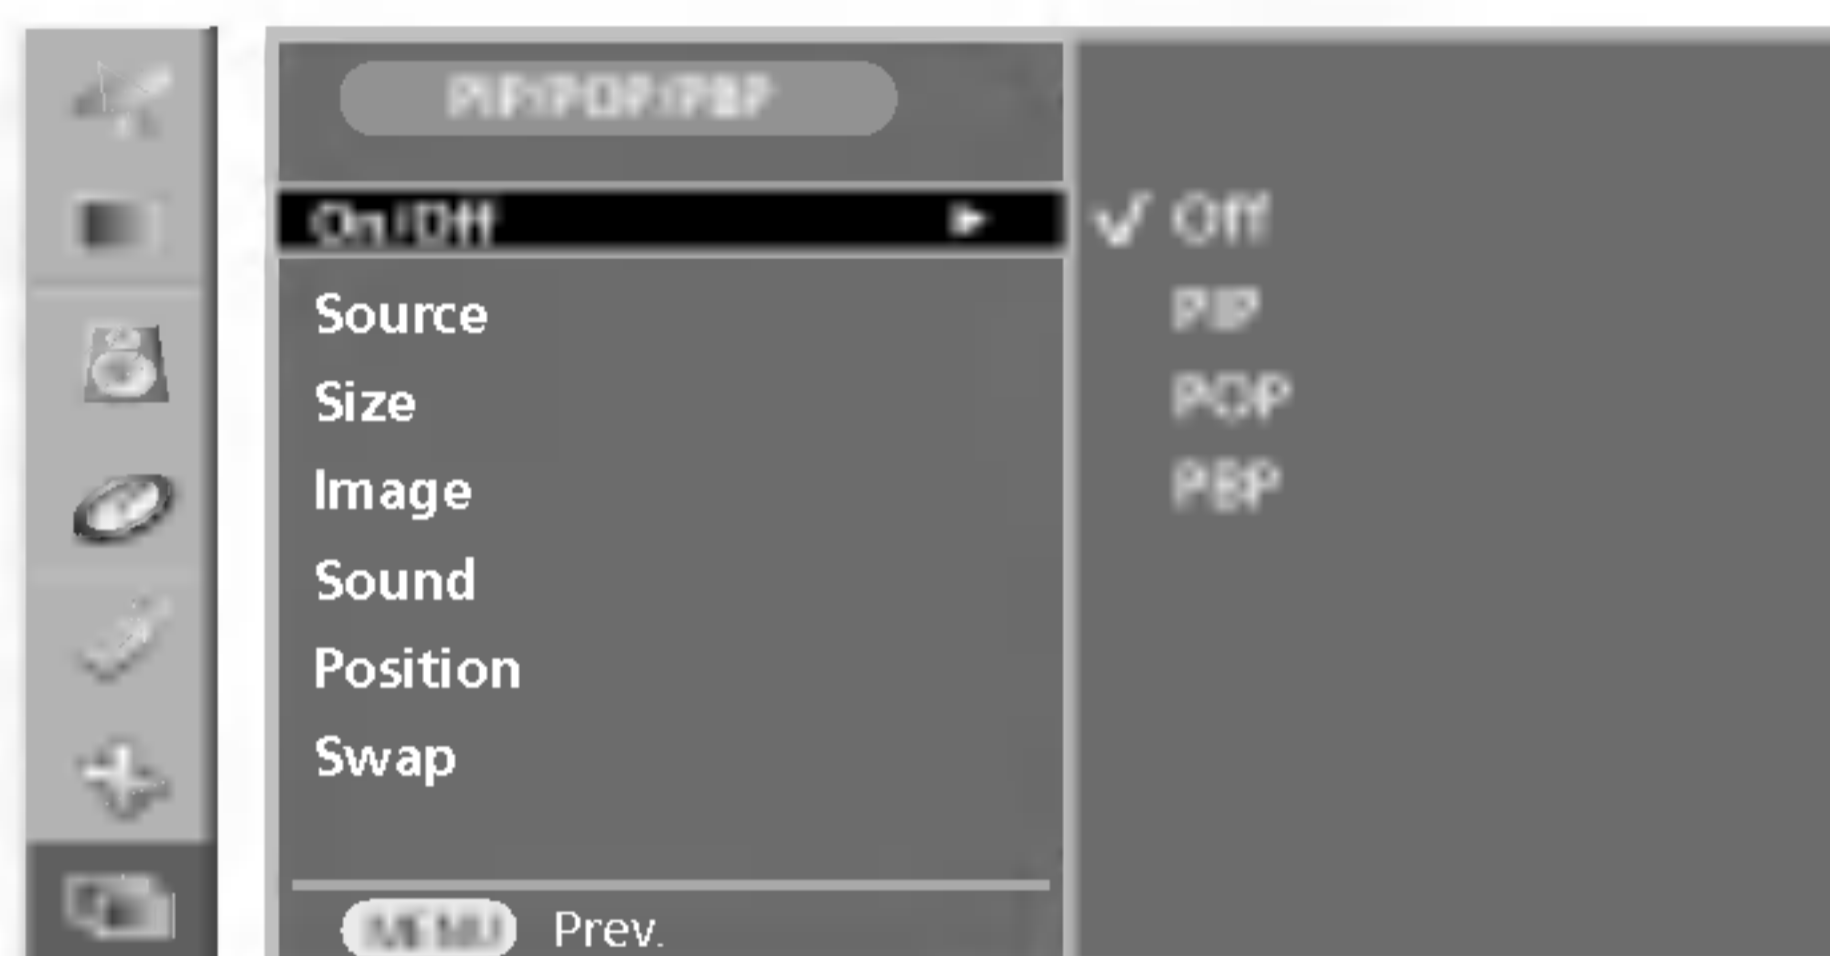 PIP/POP/PBP
On/Off
Source
Size
Image
Sound
Position
Swap
MENU Prev.
Off
PIP
POP
PBP